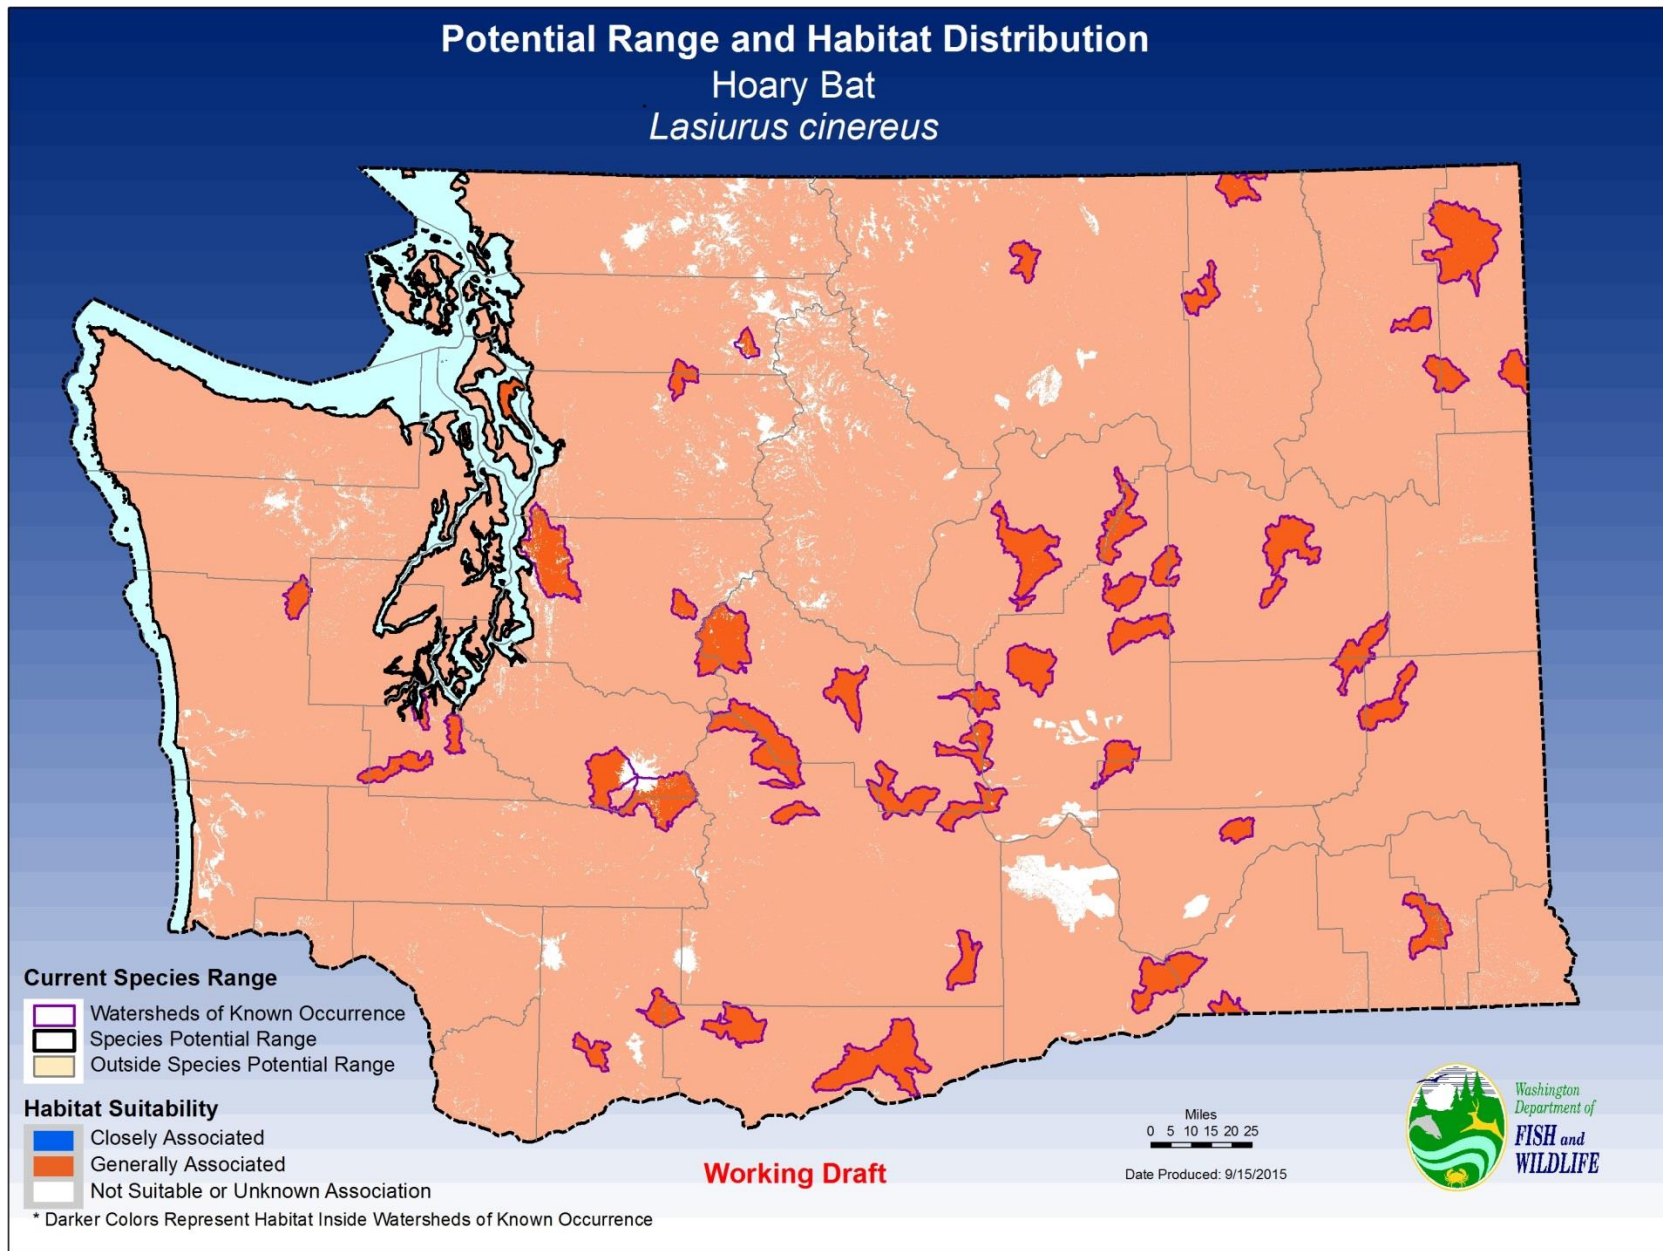 Potential Range and Habitat Distribution
Hoary Bat
Lasiurus cinereus
Current Species Range
Watersheds of Known Occurrence
Species Potential Range
Outside Species Potential Range
Habitat Suitability
Closely Associated
Generally Associated
Not Suitable or Unknown Association
* Darker Colors Represent Habitat Inside Watersheds of Known Occurrence
Working Draft
Miles
0 5 10 15 20 25
Date Produced: 9/15/2015
Washington
Department of
FISH and
WILDLIFE